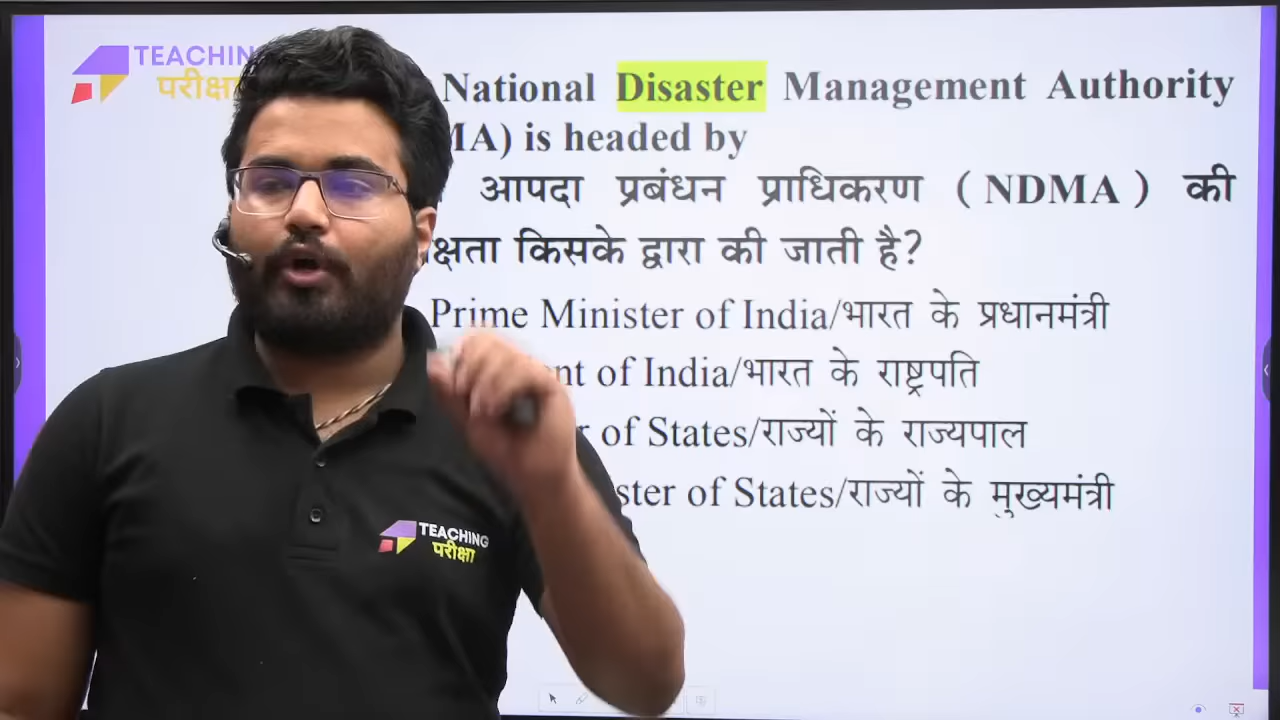 TEACHING
परीक्षा
National Disaster Management Authority
MA) is headed by
आपदा प्रबंधन प्राधिकरण ( NDMA ) की
क्षता किसके द्वारा की जाती है?
Prime Minister of India/भारत के प्रधानमंत्री
nt of India/भारत के राष्ट्रपति
r of States/राज्यों के राज्यपाल
ster of States/राज्यों के मुख्यमंत्री
TEACHING
परीक्षा